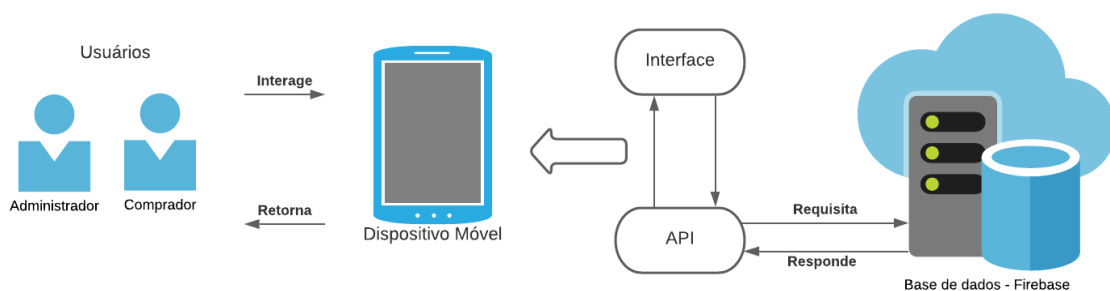 Usuários
Administrador
Comprador
Interage
Retorna
Dispositivo Móvel
Interface
API
Requisita
Responde
Base de dados - Firebase